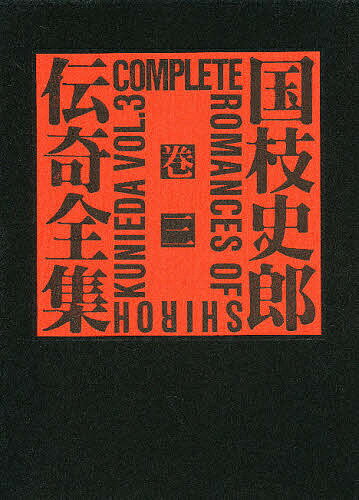 国枝史郎
伝奇全集
巻三
COMPLETE
ROMANCES OF
SHIROH
KUNIEDA VOL.3